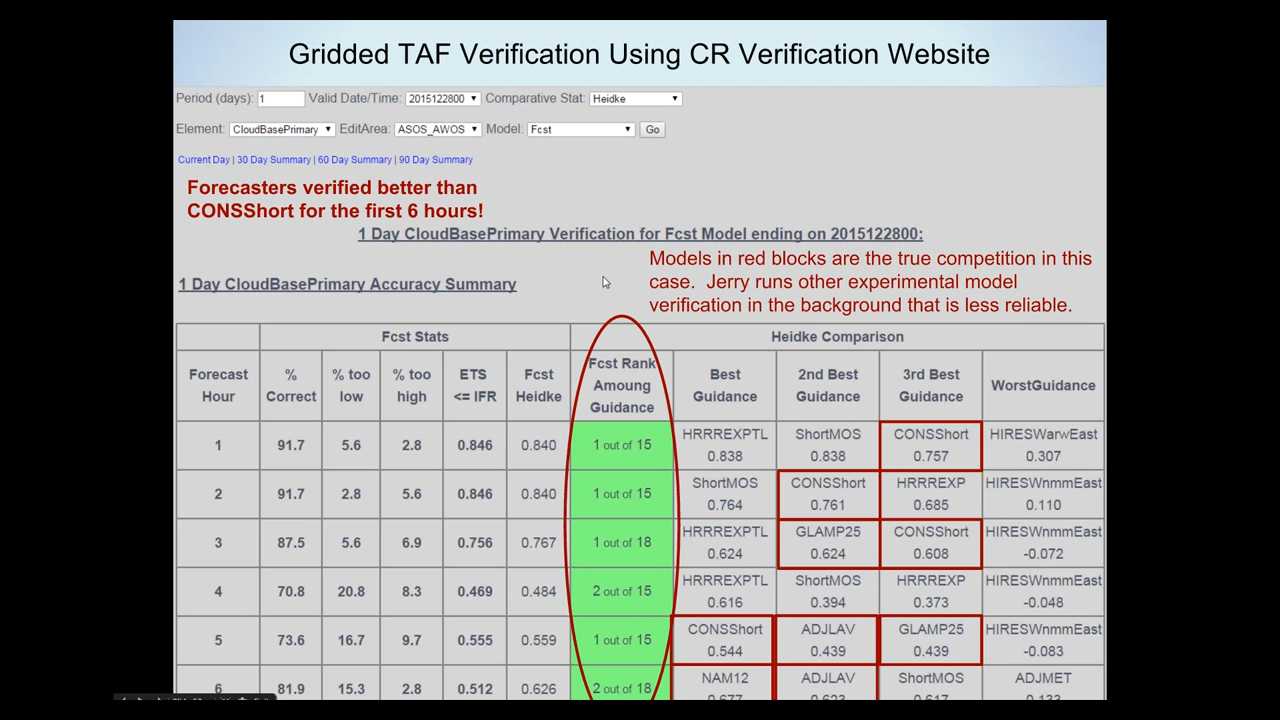 Gridded TAF Verification Using CR Verification Website
Period (days): 1 Valid Date/Time: 2015122800 Comparative Stat: Heidke
Element: CloudBasePrimary EditArea: ASOS_AWOS Model: Fcst Go
Current Day | 30 Day Summary | 60 Day Summary | 90 Day Summary
Forecasters verified better than
CONSShort for the first 6 hours!
1 Day CloudBasePrimary Verification for Fcst Model ending on 2015122800:
Models in red blocks are the true competition in this
case. Jerry runs other experimental model
verification in the background that is less reliable.
1 Day CloudBasePrimary Accuracy Summary
Fcst Stats Heidke Comparison
Forecast Hour % Correct % too low % too high ETS <= IFR Fcst Heidke Fcst Rank Amoung Guidance Best Guidance 2nd Best Guidance 3rd Best Guidance WorstGuidance
1 91.7 5.6 2.8 0.846 0.840 1 out of 15 HRRREXPTL 0.838 ShortMOS 0.838 CONSShort 0.757 HIRESWarwEast 0.307
2 91.7 2.8 5.6 0.846 0.840 1 out of 15 ShortMOS 0.764 CONSShort 0.761 HRRREXP 0.685 HIRESWnmmEast 0.110
3 87.5 5.6 6.9 0.756 0.767 1 out of 18 HRRREXPTL 0.624 GLAMP25 0.624 CONSShort 0.608 HIRESWnmmEast -0.072
4 70.8 20.8 8.3 0.469 0.484 2 out of 15 HRRREXPTL 0.616 ShortMOS 0.394 HRRREXP 0.373 HIRESWnmmEast -0.048
5 73.6 16.7 9.7 0.555 0.559 1 out of 15 CONSShort 0.544 ADJLAV 0.439 GLAMP25 0.439 HIRESWnmmEast -0.083
6 81.9 15.3 2.8 0.512 0.626 2 out of 18 NAM12 ADJLAV ShortMOS ADJMET